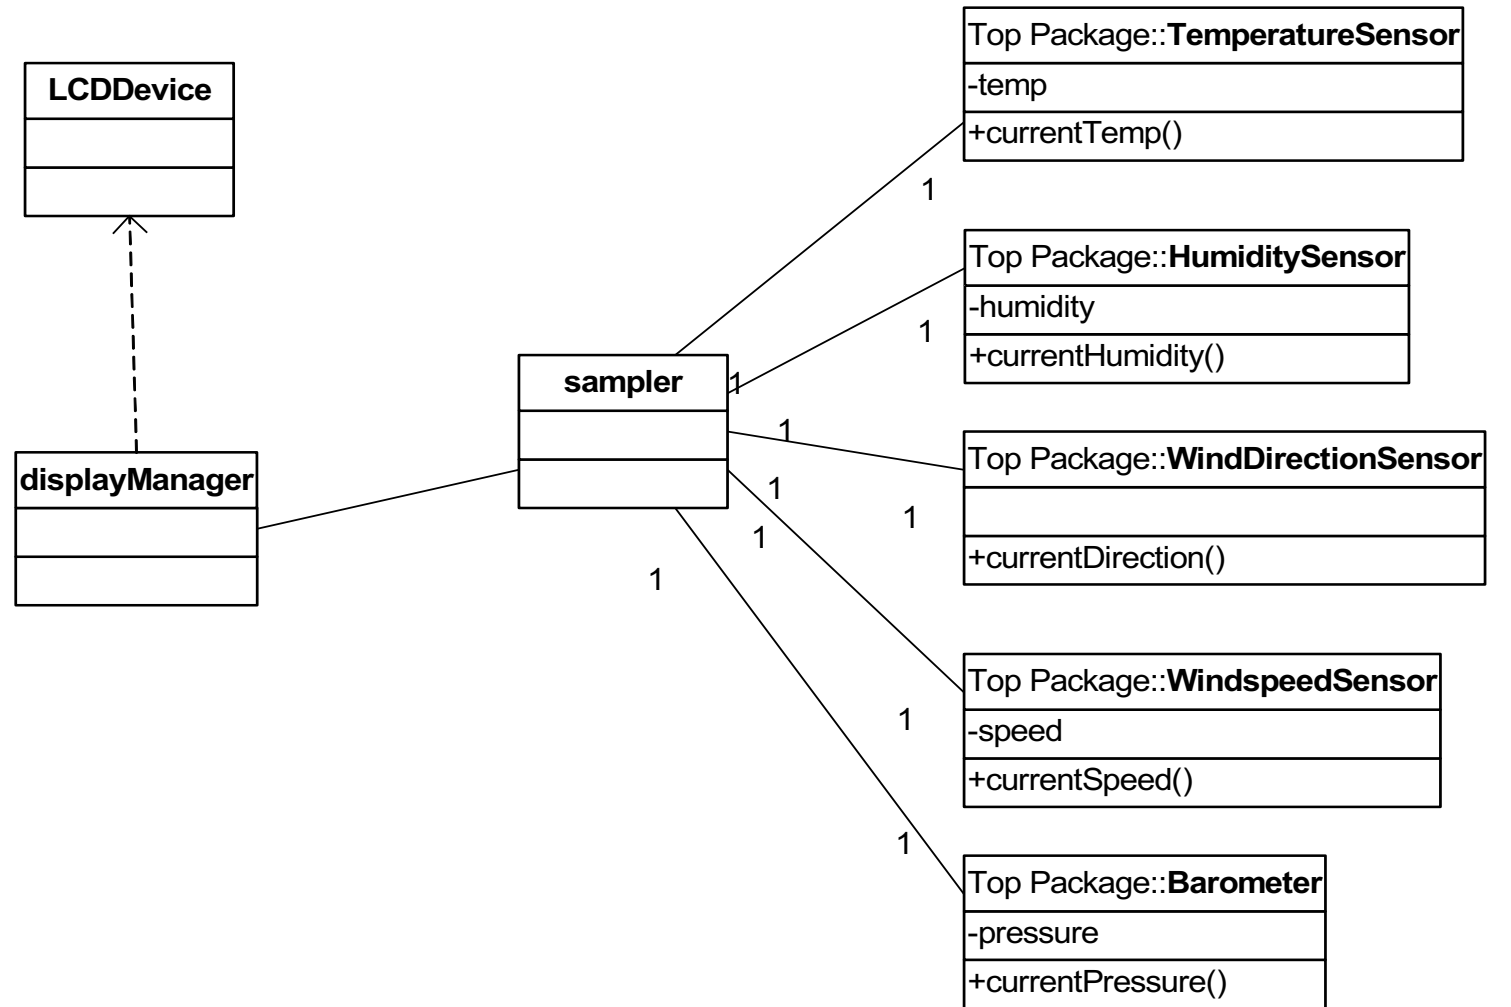 Top Package::TemperatureSensor
-temp
+currentTemp()
LCDDevice
1
Top Package::HumiditySensor
-humidity
+currentHumidity()
1
sampler
1
1
displayManager
Top Package::WindDirectionSensor
+currentDirection()
1
1
1
1
Top Package::WindspeedSensor
-speed
+currentSpeed()
1
1
Top Package::Barometer
-pressure
+currentPressure()